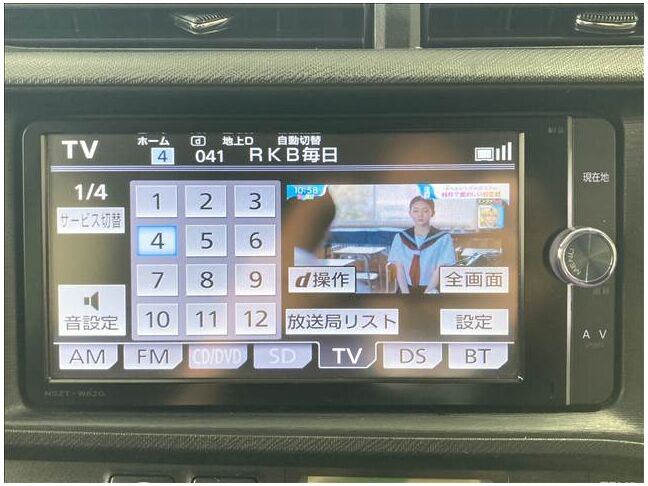 TV
ホーム
4
d
041
地上D
自動切替
RKB毎日
現在地
1/4
サービス切替
1
2
3
4
5
6
7
8
9
10
11
12
10:58
d操作
全画面
音設定
放送局リスト
設定
AM
FM
CD/DVD
SD
TV
DS
BT
A V
NSZT-W62G